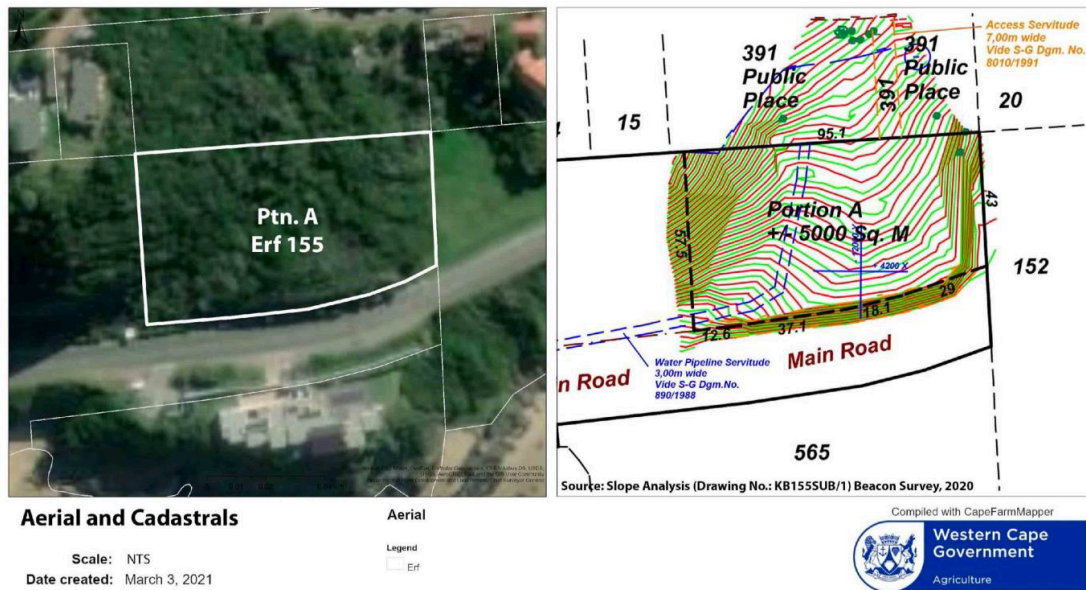 Ptn. A
Erf 155
Access Servitude
7,00m wide
Vide S-G Dgm. No.
8010/1991
391
Public
Place
391
Public
Place
391
15
20
95.1
57.5
43
Portion A
+/- 5000 Sq. M
+ 4200 X
152
29
18.1
37.1
12.6
Main Road
n Road
Water Pipeline Servitude
3,00m wide
Vide S-G Dgm.No.
890/1988
565
Source: Slope Analysis (Drawing No.: KB155SUB/1) Beacon Survey, 2020
Aerial and Cadastrals
Scale: NTS
Date created: March 3, 2021
Aerial
Legend
Erf
Compiled with CapeFarmMapper
Western Cape
Government
Agriculture